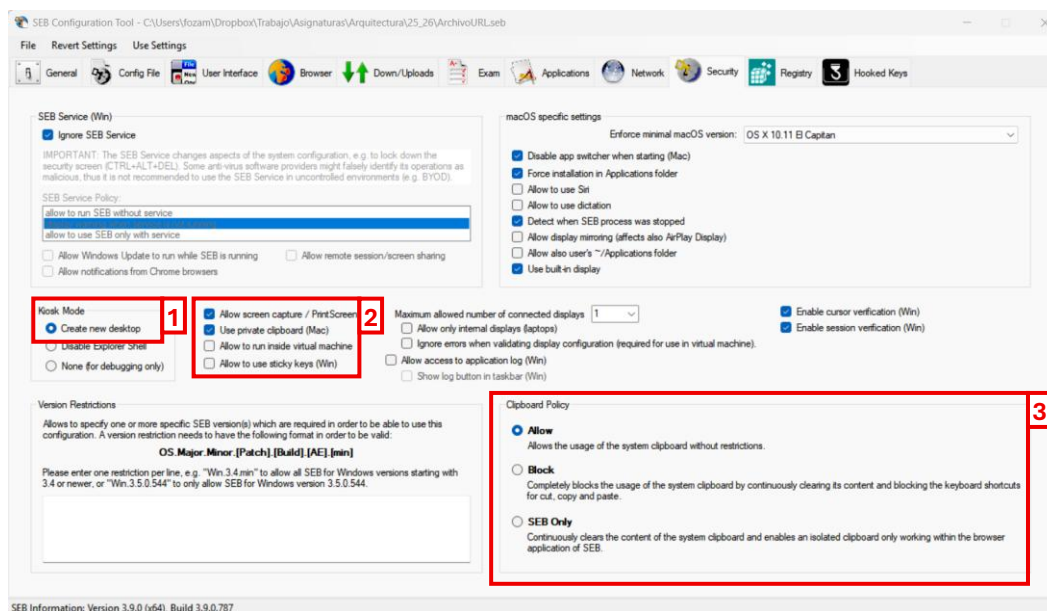 SEB Configuration Tool - C:\Users\fozam\Dropbox\Trabajo\Asignaturas\Arquitectura\25_26\ArchivoURL.seb
File Revert Settings Use Settings
General Config File User Interface Browser Down/Uploads Exam Applications Network Security Registry Hooked Keys
SEB Service (Win)
Ignore SEB Service
IMPORTANT: The SEB Service changes aspects of the system configuration, e.g. to lock down the
security screen (CTRL+ALT+DEL). Some anti-virus software providers might falsely identify its operations as
malicious, thus it is not recommended to use the SEB Service in uncontrolled environments (e.g. BYOD).
SEB Service Policy:
allow to run SEB without service
allow to use SEB only with service
Allow Windows Update to run while SEB is running
Allow remote session/screen sharing
Allow notifications from Chrome browsers
macOS specific settings
Enforce minimal macOS version: OS X 10.11 El Capitan
Disable app switcher when starting (Mac)
Force installation in Applications folder
Allow to use Siri
Allow to use dictation
Detect when SEB process was stopped
Allow display mirroring (affects also AirPlay Display)
Allow also user's ~/Applications folder
Use built-in display
Kiosk Mode
1
Create new desktop
Disable Explorer Shell
None (for debugging only)
Allow screen capture / PrintScreen
2
Use private clipboard (Mac)
Allow to run inside virtual machine
Allow to use sticky keys (Win)
Maximum allowed number of connected displays 1
Allow only internal displays (laptops)
Ignore errors when validating display configuration (required for use in virtual machine).
Allow access to application log (Win)
Show log button in taskbar (Win)
Enable cursor verification (Win)
Enable session verification (Win)
Version Restrictions
Allows to specify one or more specific SEB version(s) which are required in order to be able to use this
configuration. A version restriction needs to have the following format in order to be valid:
OS.Major.Minor.[Patch].[Build].[AE].[min]
Please enter one restriction per line, e.g. "Win.3.4.min" to allow all SEB for Windows versions starting with
3.4 or newer, or "Win.3.5.0.544" to only allow SEB for Windows version 3.5.0.544.
Clipboard Policy
3
Allow
Allows the usage of the system clipboard without restrictions.
Block
Completely blocks the usage of the system clipboard by continuously clearing its content and blocking the keyboard shortcuts
for cut, copy and paste.
SEB Only
Continuously clears the content of the system clipboard and enables an isolated clipboard only working within the browser
application of SEB.
SEB Information: Version 3.9.0 (x64), Build 3.9.0.787